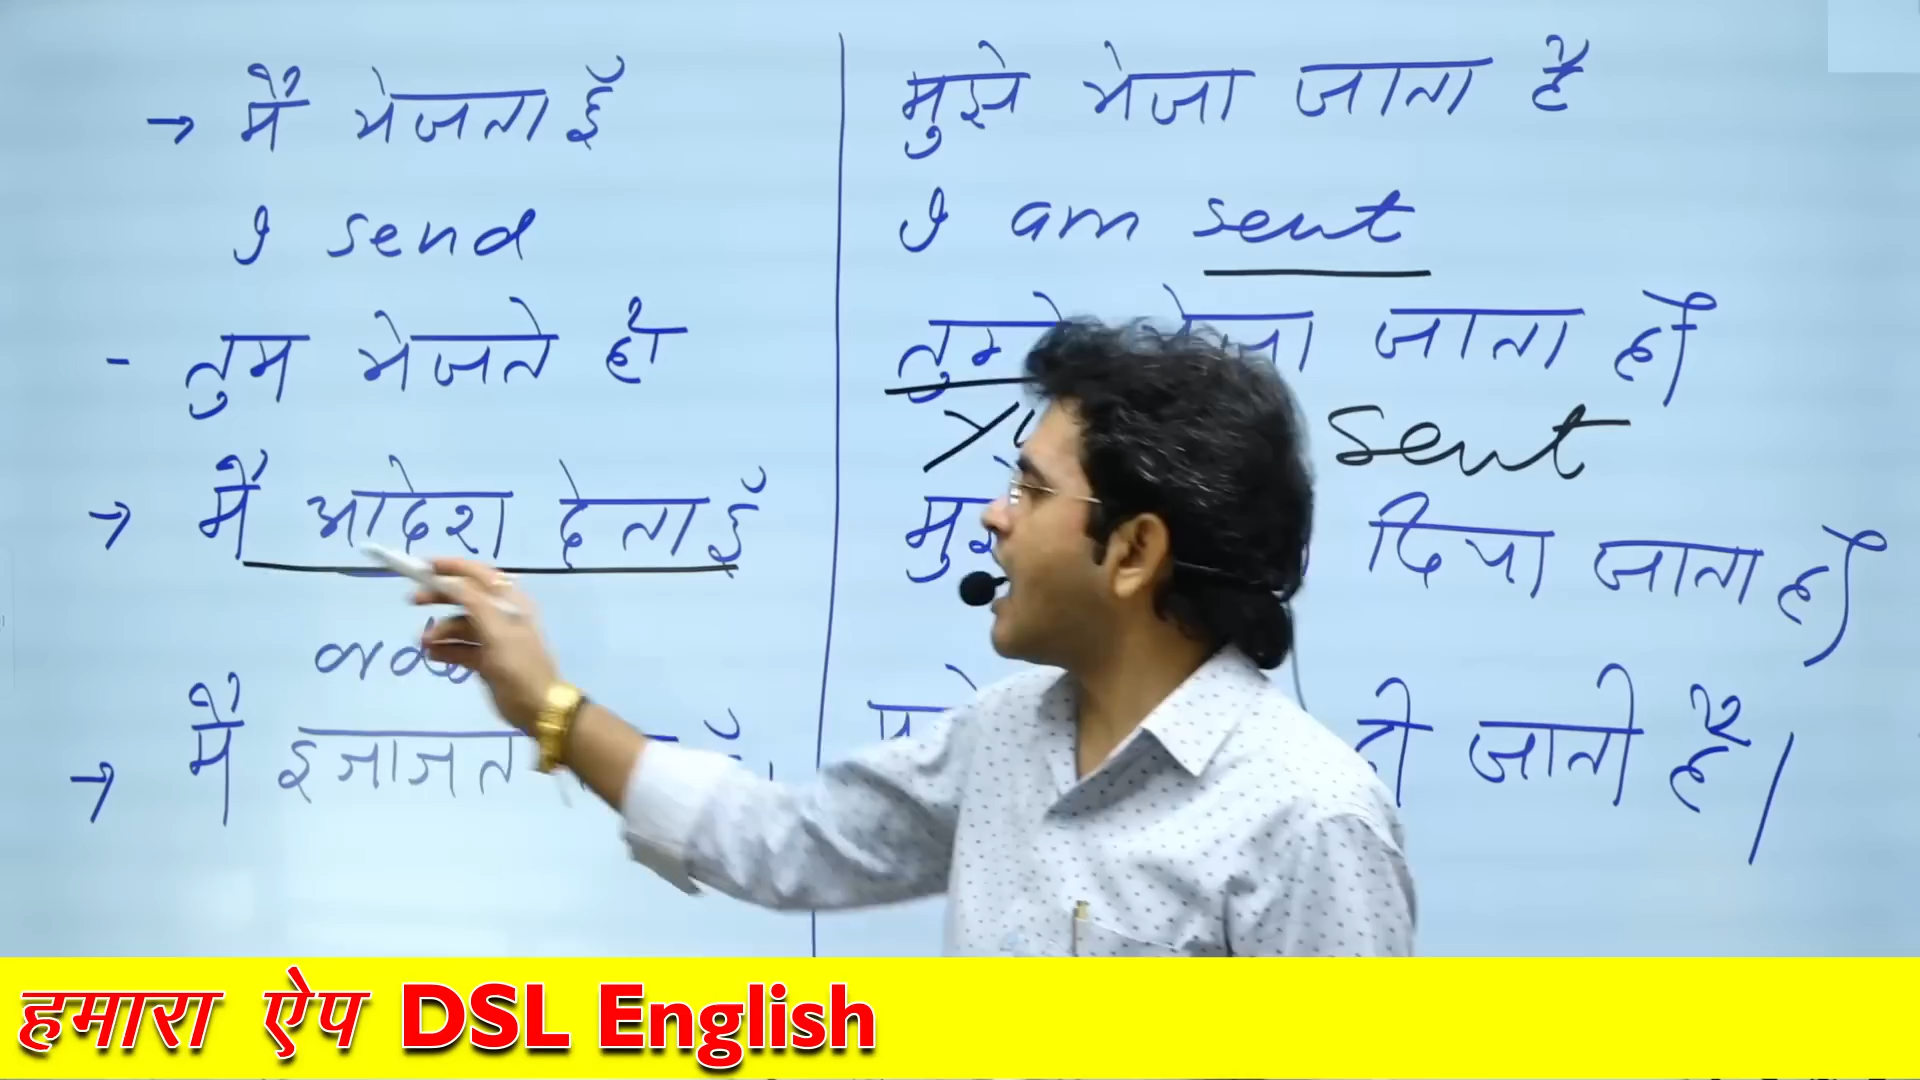 → मैं भेजता हूँ
I send
- तुम भेजते हो
→ मैं आदेश देता हूँ
→ मैं इजाजत
मुझे भेजा जाता है
I am sent
जाता है
sent
दिया जाता है
दी जाती है।
हमारा ऐप DSL English